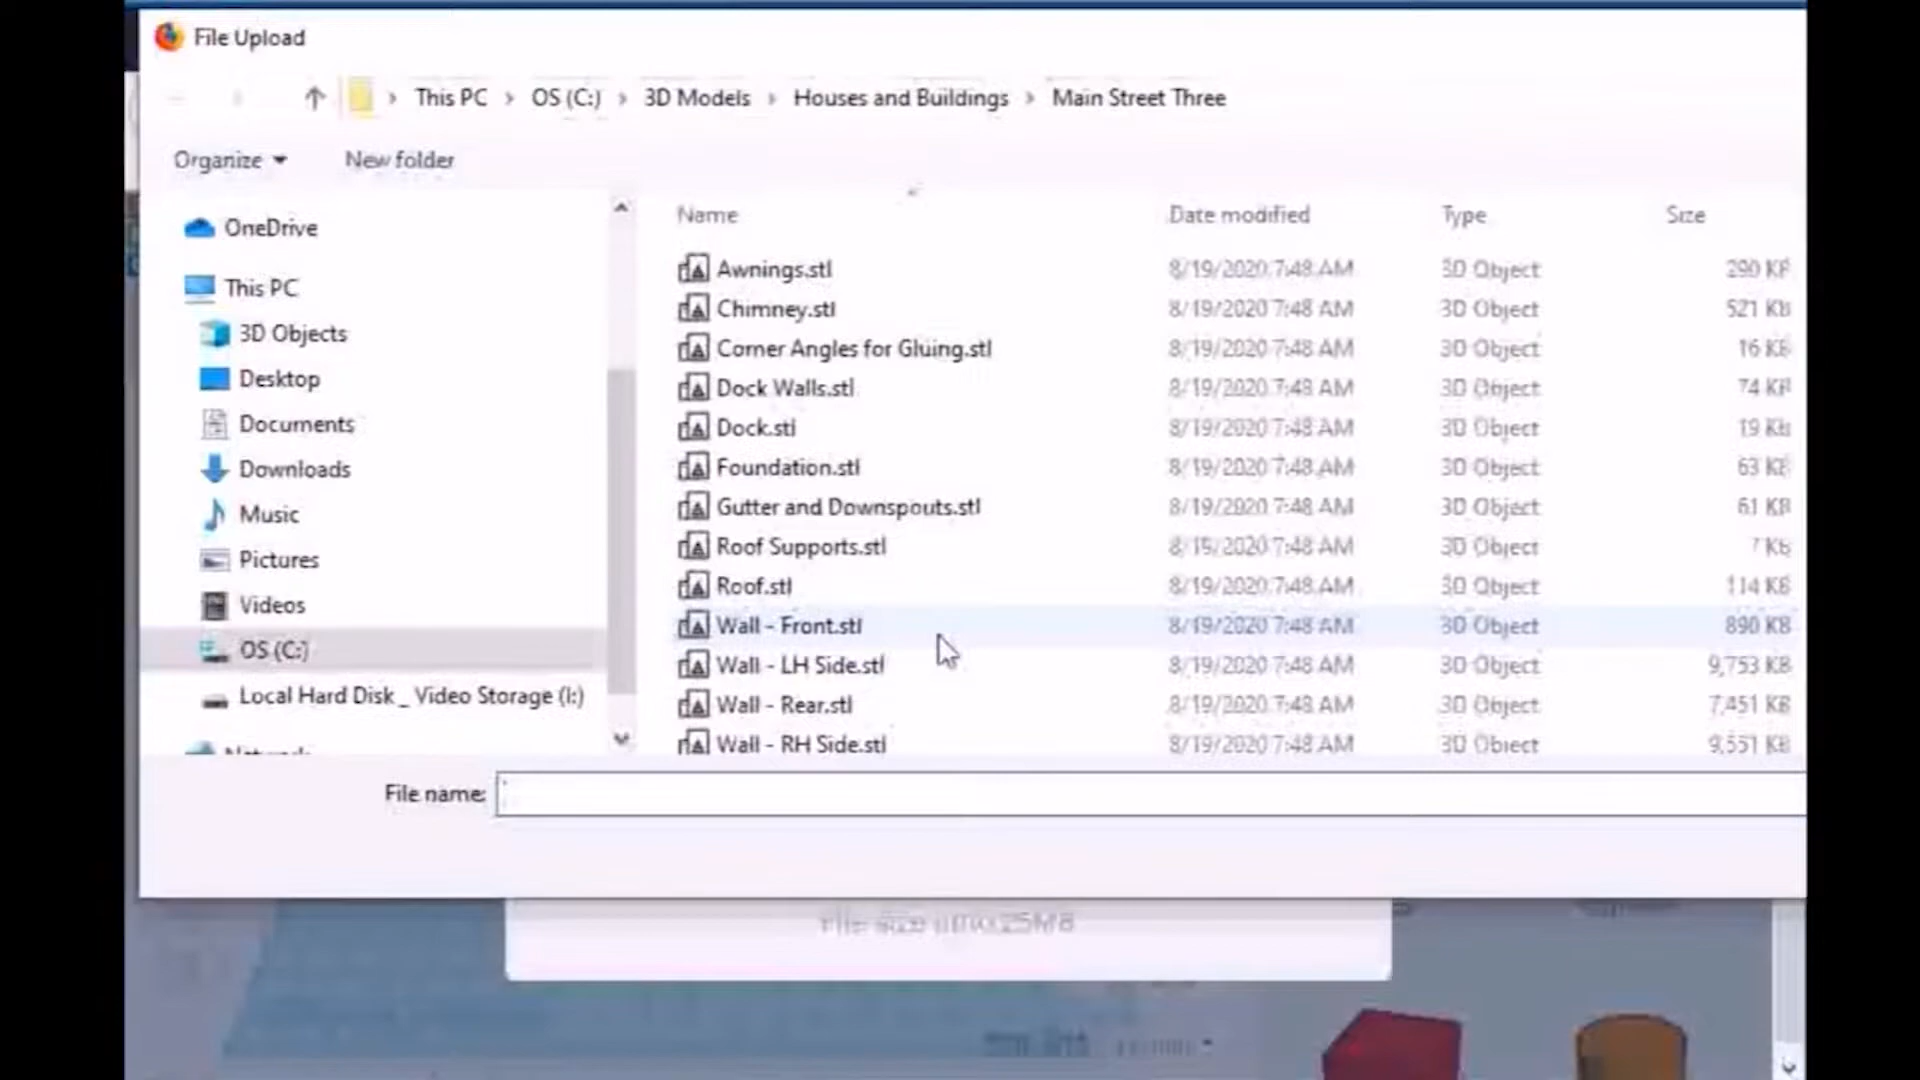 File Upload
This PC > OS (C:) > 3D Models > Houses and Buildings > Main Street Three
Organize New folder
Name Date modified Type Size
OneDrive
This PC
3D Objects
Desktop
Documents
Downloads
Music
Pictures
Videos
OS (C:)
Local Hard Disk _ Video Storage (I:)
Network
Awnings.stl 8/19/2020 7:48 AM 3D Object 290 KB
Chimney.stl 8/19/2020 7:48 AM 3D Object 521 KB
Corner Angles for Gluing.stl 8/19/2020 7:48 AM 3D Object 16 KB
Dock Walls.stl 8/19/2020 7:48 AM 3D Object 74 KB
Dock.stl 8/19/2020 7:48 AM 3D Object 19 KB
Foundation.stl 8/19/2020 7:48 AM 3D Object 63 KB
Gutter and Downspouts.stl 8/19/2020 7:48 AM 3D Object 61 KB
Roof Supports.stl 8/19/2020 7:48 AM 3D Object 7 KB
Roof.stl 8/19/2020 7:48 AM 3D Object 114 KB
Wall - Front.stl 8/19/2020 7:48 AM 3D Object 890 KB
Wall - LH Side.stl 8/19/2020 7:48 AM 3D Object 9,753 KB
Wall - Rear.stl 8/19/2020 7:48 AM 3D Object 7,451 KB
Wall - RH Side.stl 8/19/2020 7:48 AM 3D Object 9,551 KB
File name:
File size 25MB